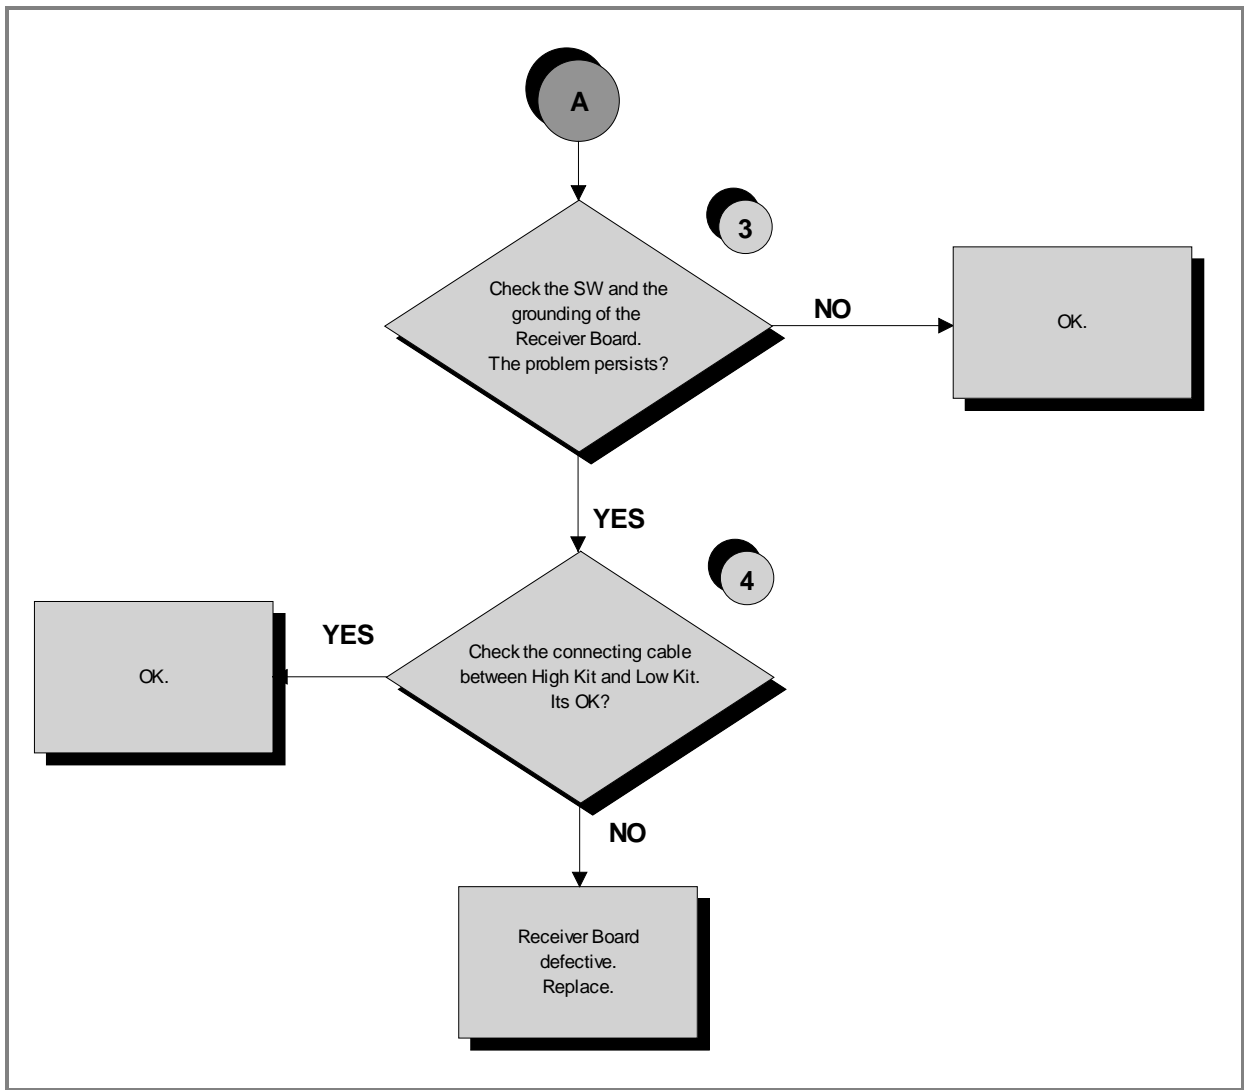 A
3
Check the SW and the
grounding of the
Receiver Board.
The problem persists?
NO
OK.
YES
4
YES
Check the connecting cable
between High Kit and Low Kit.
Its OK?
OK.
NO
Receiver Board
defective.
Replace.